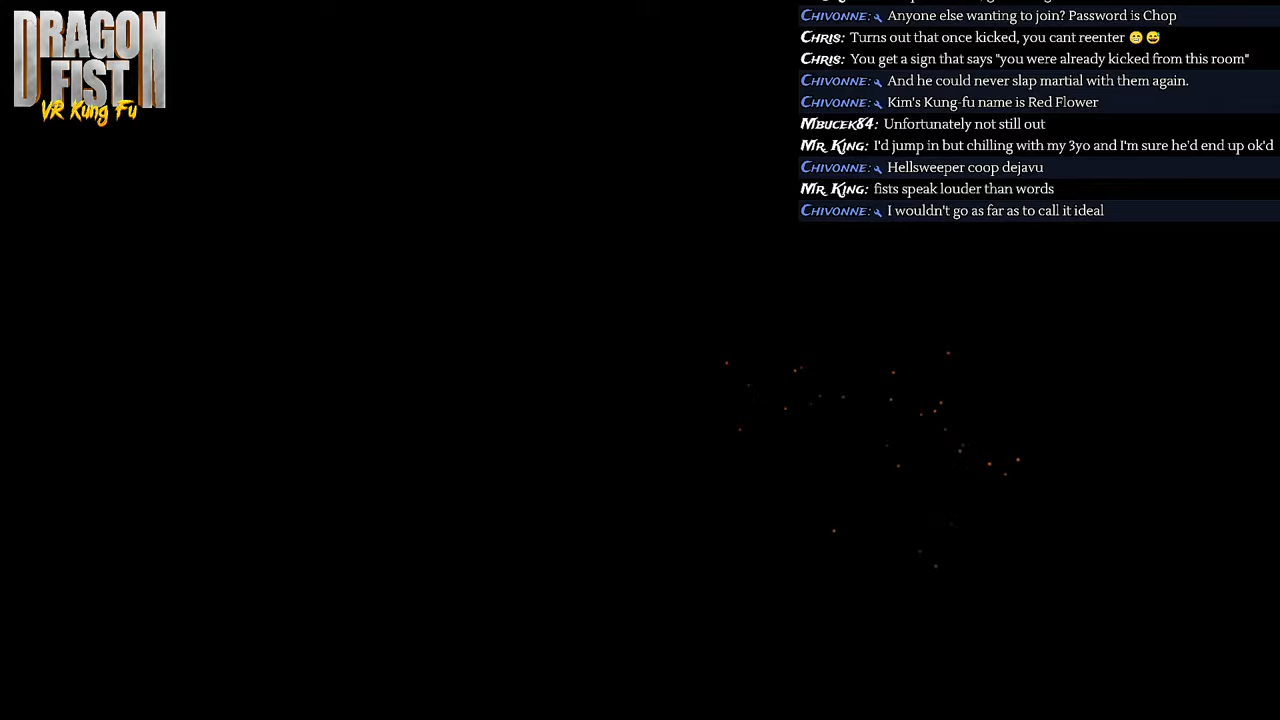 DRAGON
FIST
VR Kung Fu
Chivonne: Anyone else wanting to join? Password is Chop
Chris: Turns out that once kicked, you cant reenter 😁😅
Chris: You get a sign that says "you were already kicked from this room"
Chivonne: And he could never slap martial with them again.
Chivonne: Kim's Kung-fu name is Red Flower
Mbucek84: Unfortunately not still out
Mr King: I'd jump in but chilling with my 3yo and I'm sure he'd end up ok'd
Chivonne: Hellsweeper coop dejavu
Mr King: fists speak louder than words
Chivonne: I wouldn't go as far as to call it ideal